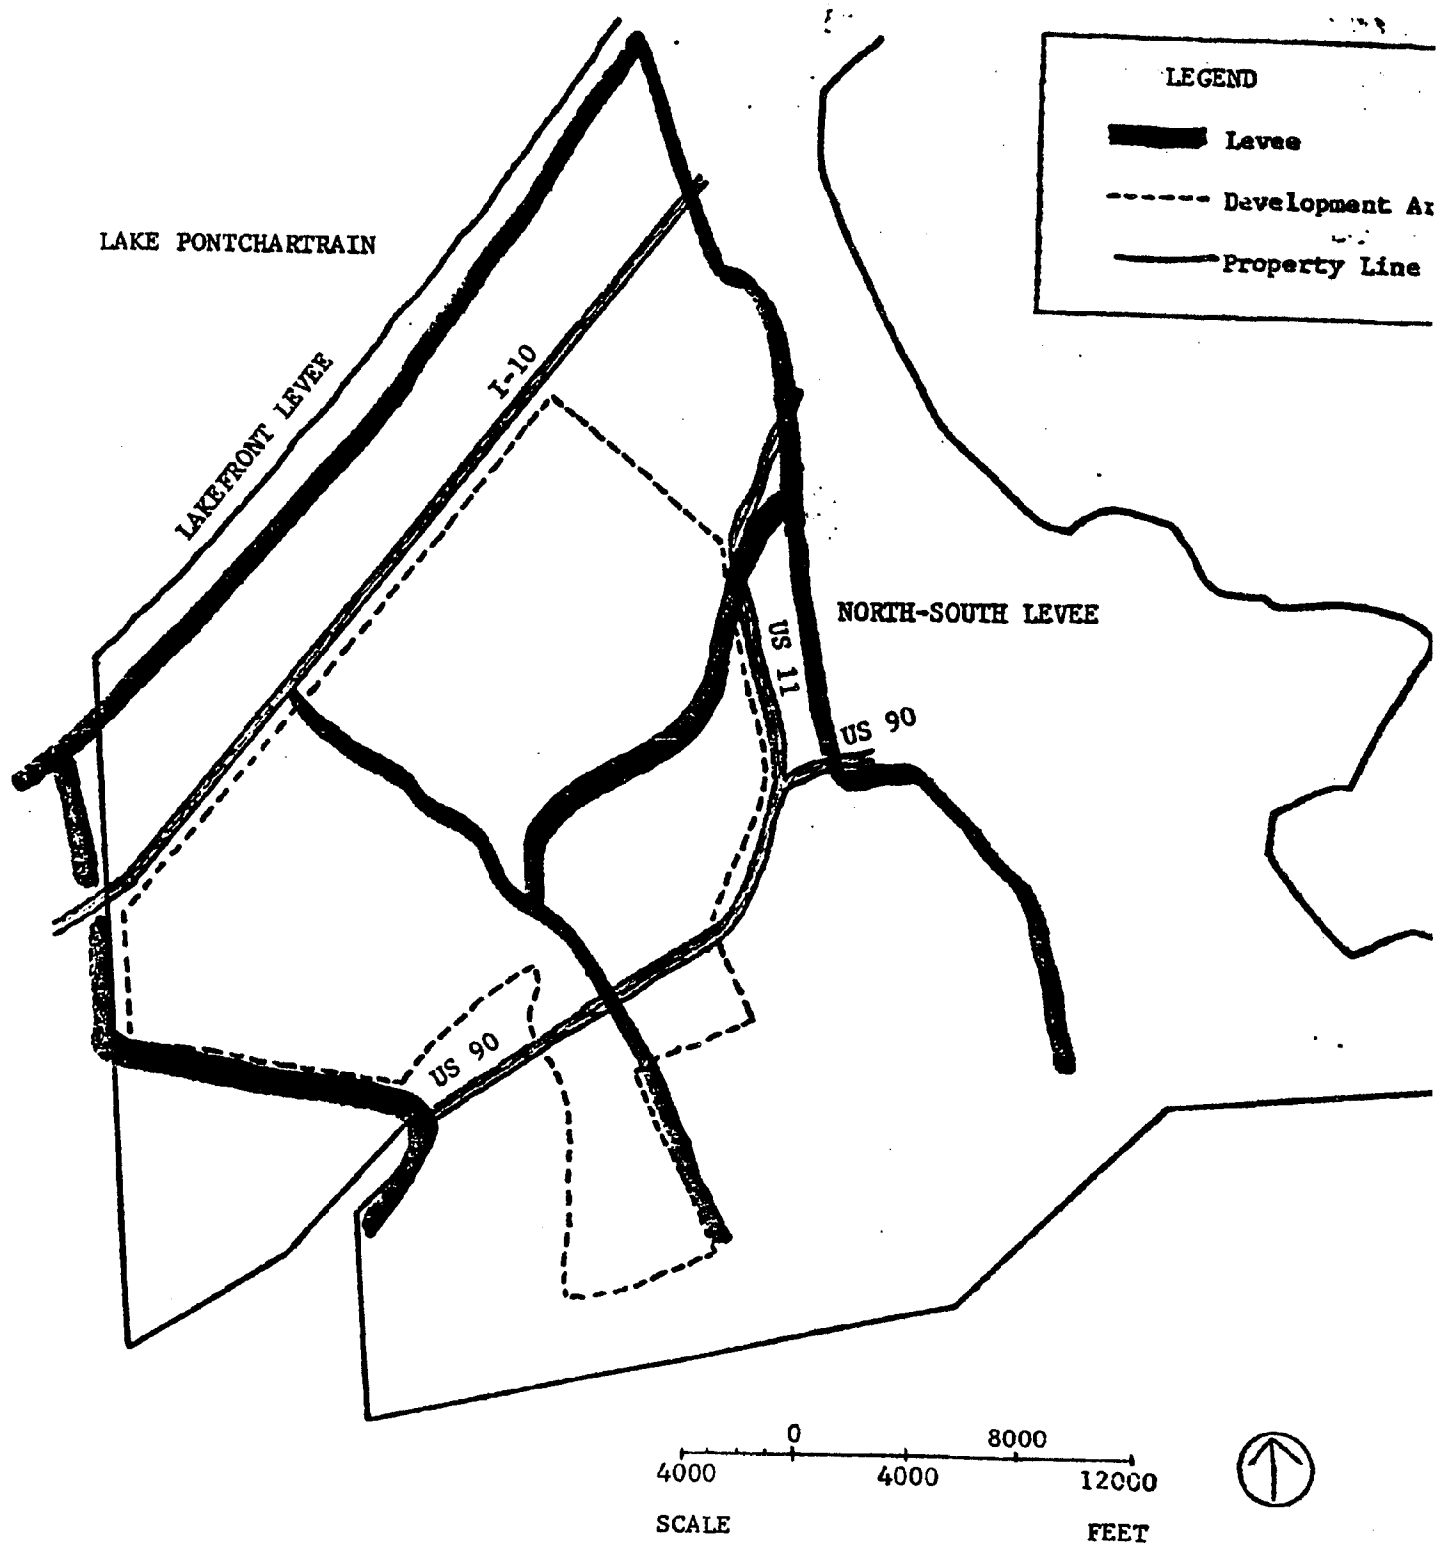 LEGEND
Levee
Development Ar
Property Line
LAKE PONTCHARTRAIN
I-10
LAKEFRONT LEVEE
NORTH-SOUTH LEVEE
US 11
US 90
US 90
0 8000
4000 4000 12000
SCALE FEET